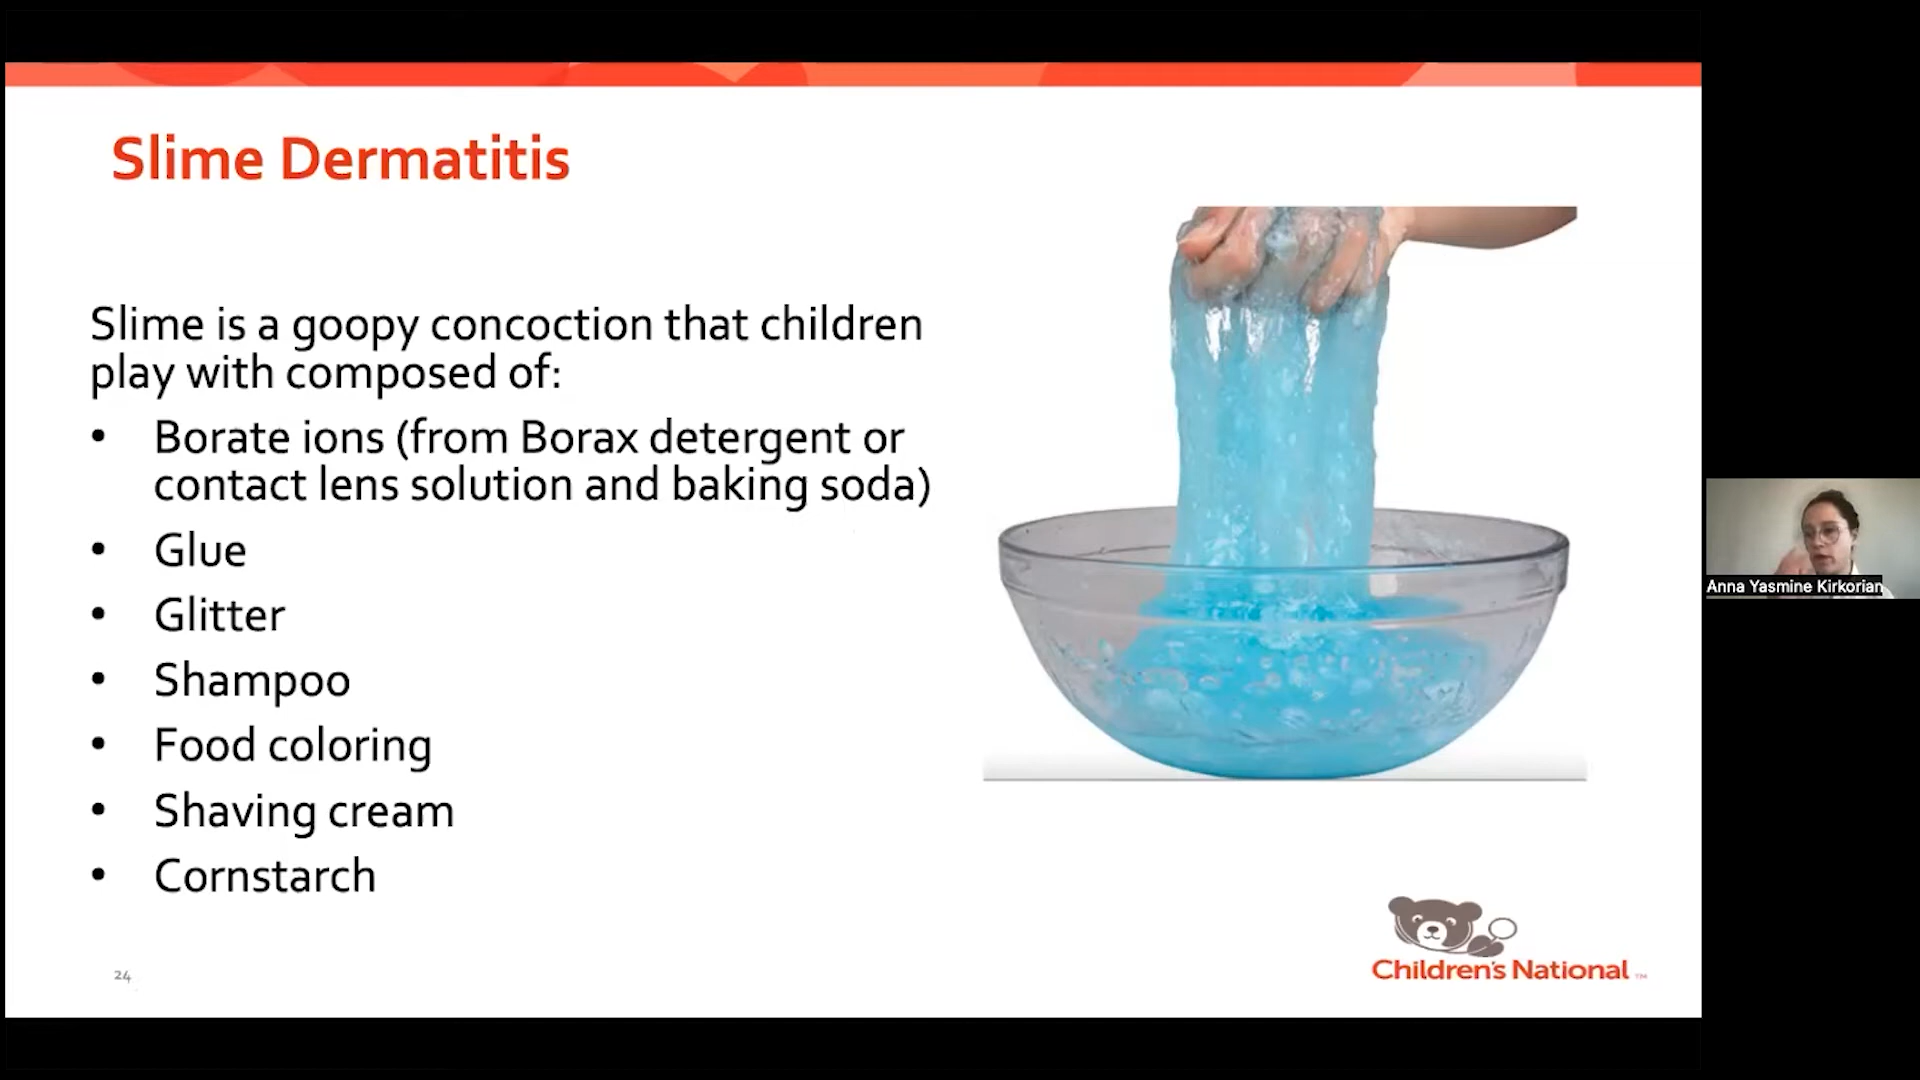 Slime Dermatitis
Slime is a goopy concoction that children
play with composed of:
• Borate ions (from Borax detergent or
contact lens solution and baking soda)
• Glue
• Glitter
• Shampoo
• Food coloring
• Shaving cream
• Cornstarch
24
Children's National ™
Anna Yasmine Kirkorian